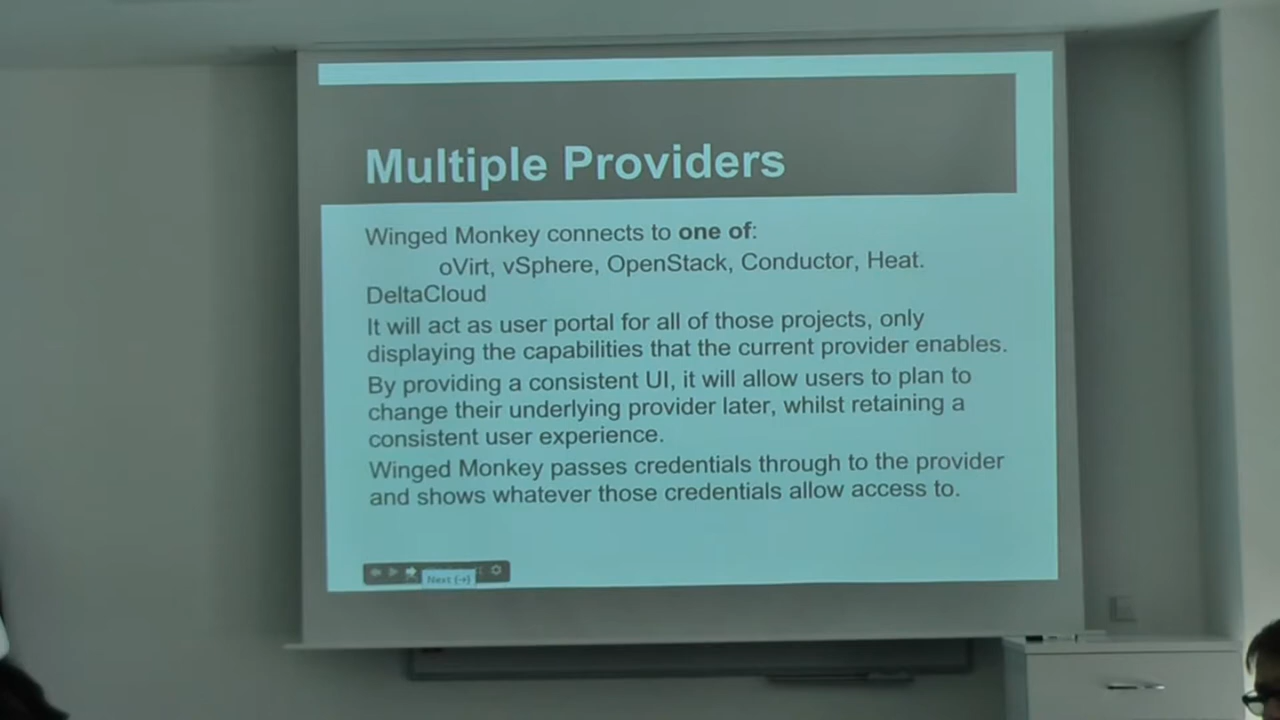 Multiple Providers
Winged Monkey connects to one of:
oVirt, vSphere, OpenStack, Conductor, Heat.
DeltaCloud
It will act as user portal for all of those projects, only
displaying the capabilities that the current provider enables.
By providing a consistent UI, it will allow users to plan to
change their underlying provider later, whilst retaining a
consistent user experience.
Winged Monkey passes credentials through to the provider
and shows whatever those credentials allow access to.
Next (→)